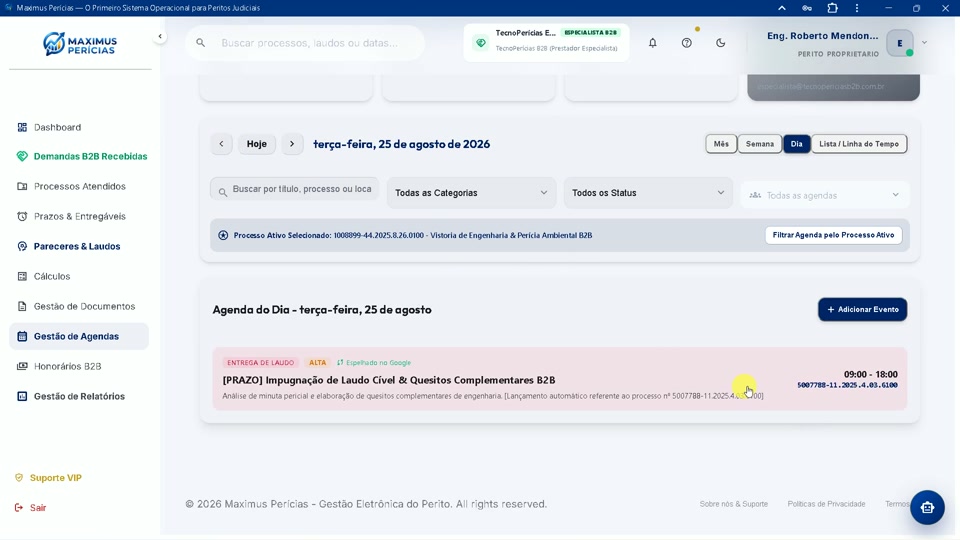 Maximus Perícias — O Primeiro Sistema Operacional para Peritos Judiciais
MAXIMUS
PERÍCIAS
Buscar processos, laudos ou datas...
TecnoPerícias E...
ESPECIALISTA B2B
TecnoPerícias B2B (Prestador Especialista)
Eng. Roberto Mendon...
PERITO PROPRIETARIO
E
especialista@tecnopericiasb2b.com.br
Dashboard
Demandas B2B Recebidas
Processos Atendidos
Prazos & Entregáveis
Pareceres & Laudos
Cálculos
Gestão de Documentos
Gestão de Agendas
Honorários B2B
Gestão de Relatórios
Suporte VIP
Sair
Hoje
terça-feira, 25 de agosto de 2026
Mês
Semana
Dia
Lista / Linha do Tempo
Buscar por título, processo ou loca
Todas as Categorias
Todos os Status
Todas as agendas
Processo Ativo Selecionado: 1008899-44.2025.8.26.0100 - Vistoria de Engenharia & Perícia Ambiental B2B
Filtrar Agenda pelo Processo Ativo
Agenda do Dia - terça-feira, 25 de agosto
+ Adicionar Evento
ENTREGA DE LAUDO
ALTA
Espelhado no Google
[PRAZO] Impugnação de Laudo Cível & Quesitos Complementares B2B
Análise de minuta pericial e elaboração de quesitos complementares de engenharia. [Lançamento automático referente ao processo nº 5007788-11.2025.4.
09:00 - 18:00
5007788-11.2025.4.03.6100
© 2026 Maximus Perícias - Gestão Eletrônica do Perito. All rights reserved.
Sobre nós & Suporte
Políticas de Privacidade
Termos